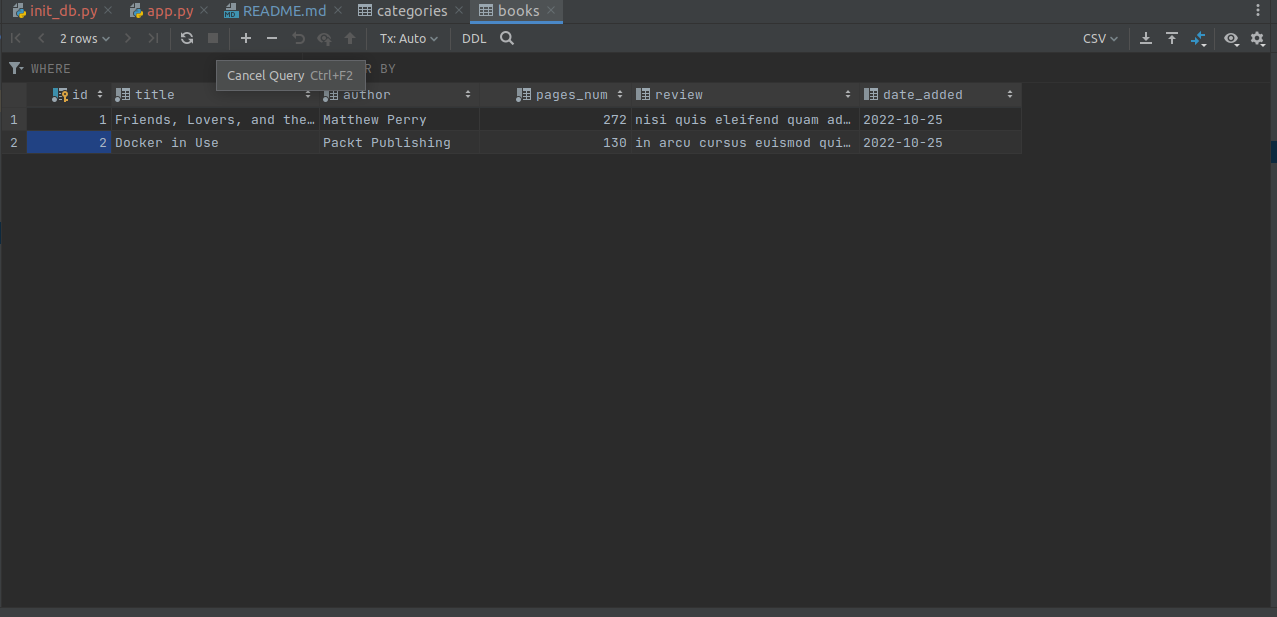 init_db.py app.py README.md categories books
2 rows Tx: Auto DDL CSV
WHERE R BY
Cancel Query Ctrl+F2
id title author pages_num review date_added
1 1 Friends, Lovers, and the… Matthew Perry 272 nisi quis eleifend quam ad… 2022-10-25
2 2 Docker in Use Packt Publishing 130 in arcu cursus euismod qui… 2022-10-25